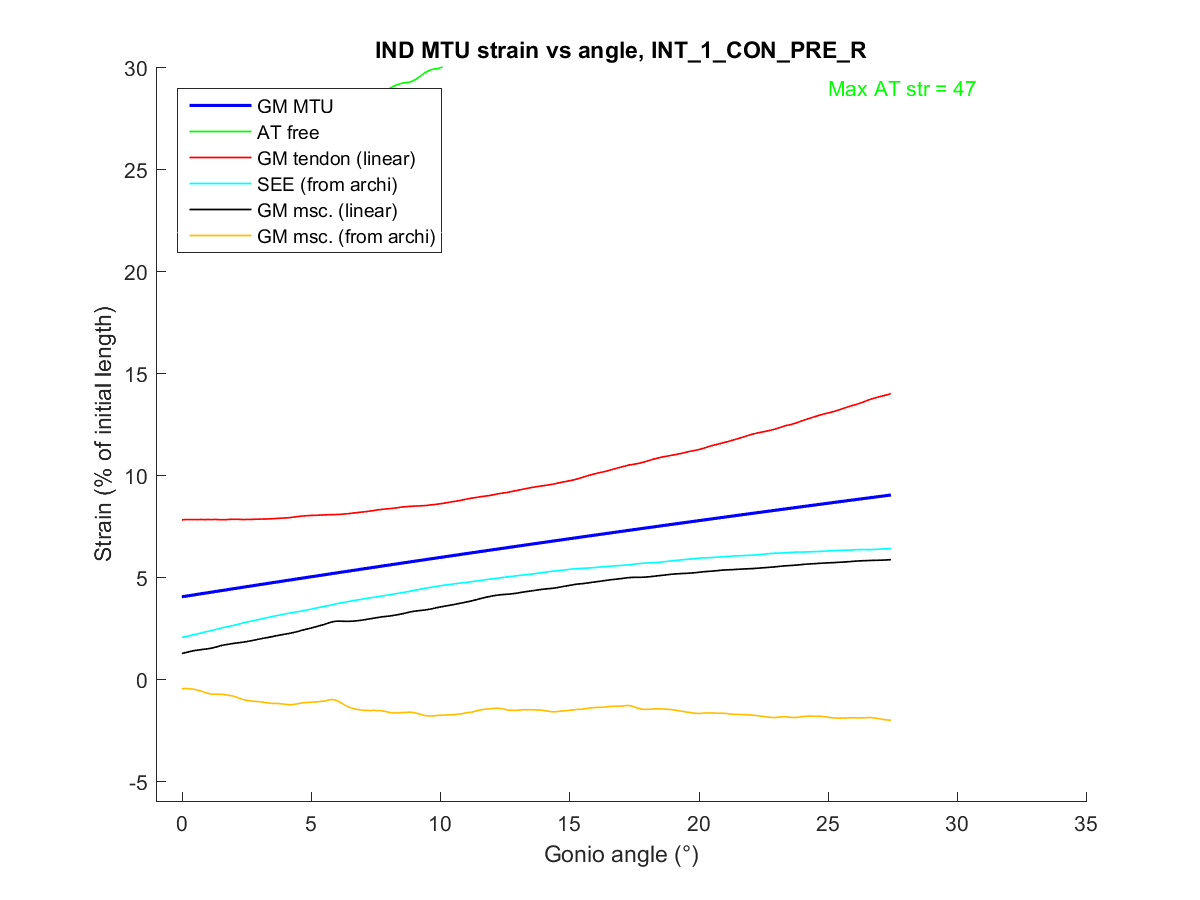 IND MTU strain vs angle, INT_1_CON_PRE_R
Max AT str = 47
GM MTU
AT free
GM tendon (linear)
SEE (from archi)
GM msc. (linear)
GM msc. (from archi)
30
25
20
15
10
5
0
-5
Strain (% of initial length)
0 5 10 15 20 25 30 35
Gonio angle (°)